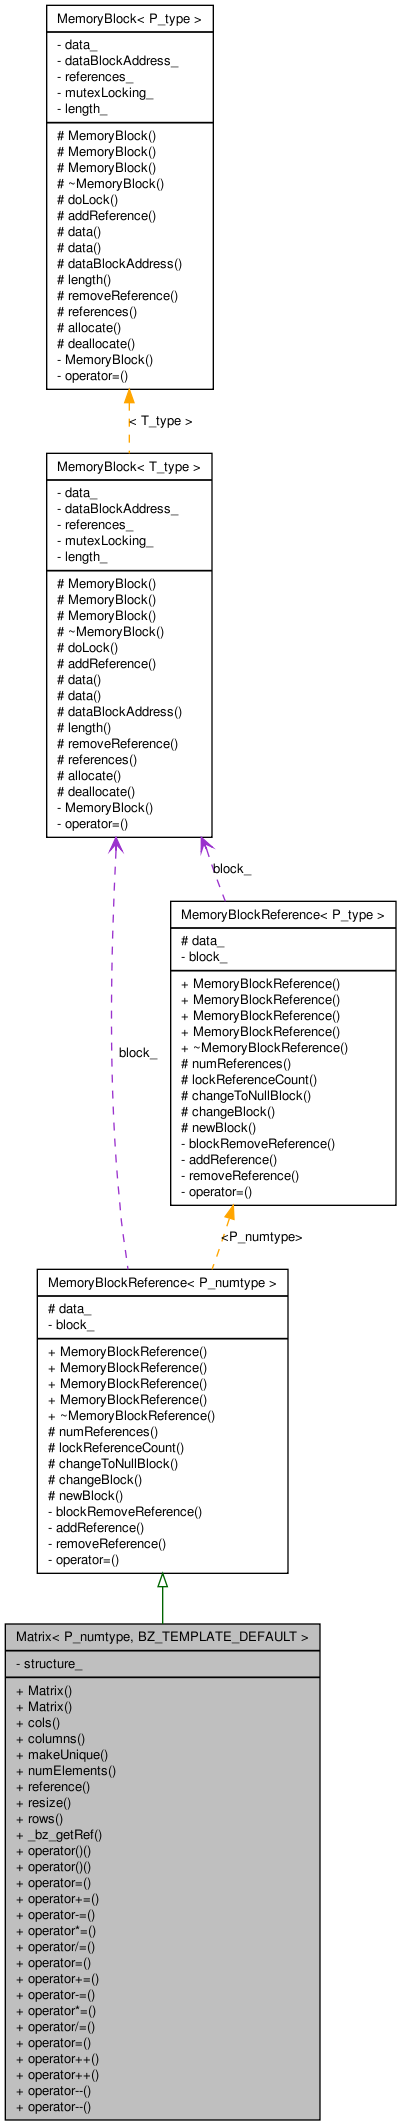 MemoryBlock< P_type >
- data_
- dataBlockAddress_
- references_
- mutexLocking_
- length_
# MemoryBlock()
# MemoryBlock()
# MemoryBlock()
# ~MemoryBlock()
# doLock()
# addReference()
# data()
# data()
# dataBlockAddress()
# length()
# removeReference()
# references()
# allocate()
# deallocate()
- MemoryBlock()
- operator=()
< T_type >
MemoryBlock< T_type >
- data_
- dataBlockAddress_
- references_
- mutexLocking_
- length_
# MemoryBlock()
# MemoryBlock()
# MemoryBlock()
# ~MemoryBlock()
# doLock()
# addReference()
# data()
# data()
# dataBlockAddress()
# length()
# removeReference()
# references()
# allocate()
# deallocate()
- MemoryBlock()
- operator=()
block_
MemoryBlockReference< P_type >
# data_
- block_
+ MemoryBlockReference()
+ MemoryBlockReference()
+ MemoryBlockReference()
+ MemoryBlockReference()
+ ~MemoryBlockReference()
# numReferences()
# lockReferenceCount()
# changeToNullBlock()
# changeBlock()
# newBlock()
- blockRemoveReference()
- addReference()
- removeReference()
- operator=()
block_
<P_numtype>
MemoryBlockReference< P_numtype >
# data_
- block_
+ MemoryBlockReference()
+ MemoryBlockReference()
+ MemoryBlockReference()
+ MemoryBlockReference()
+ ~MemoryBlockReference()
# numReferences()
# lockReferenceCount()
# changeToNullBlock()
# changeBlock()
# newBlock()
- blockRemoveReference()
- addReference()
- removeReference()
- operator=()
Matrix< P_numtype, BZ_TEMPLATE_DEFAULT >
- structure_
+ Matrix()
+ Matrix()
+ cols()
+ columns()
+ makeUnique()
+ numElements()
+ reference()
+ resize()
+ rows()
+ _bz_getRef()
+ operator()()
+ operator()()
+ operator=()
+ operator+=()
+ operator-=()
+ operator*=()
+ operator/=()
+ operator=()
+ operator+=()
+ operator-=()
+ operator*=()
+ operator/=()
+ operator=()
+ operator++()
+ operator++()
+ operator--()
+ operator--()